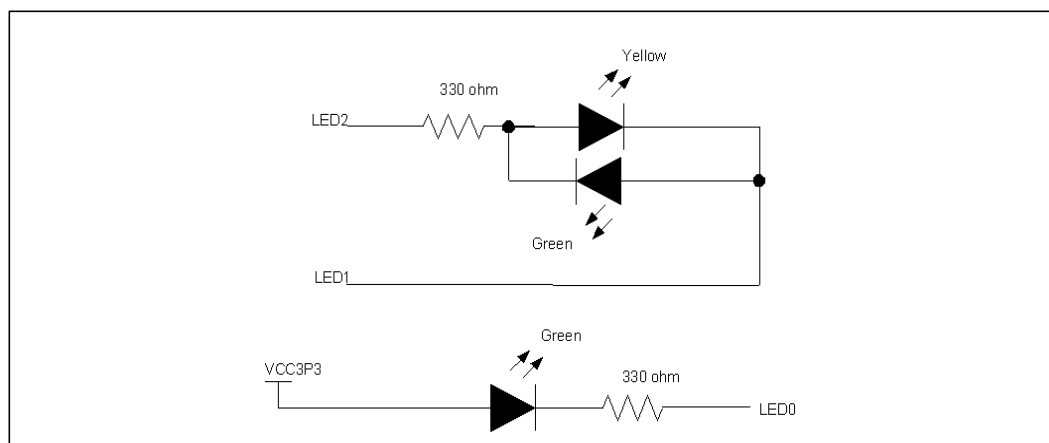 Yellow
330 ohm
LED2
Green
LED1
Green
VCC3P3
330 ohm
LED0